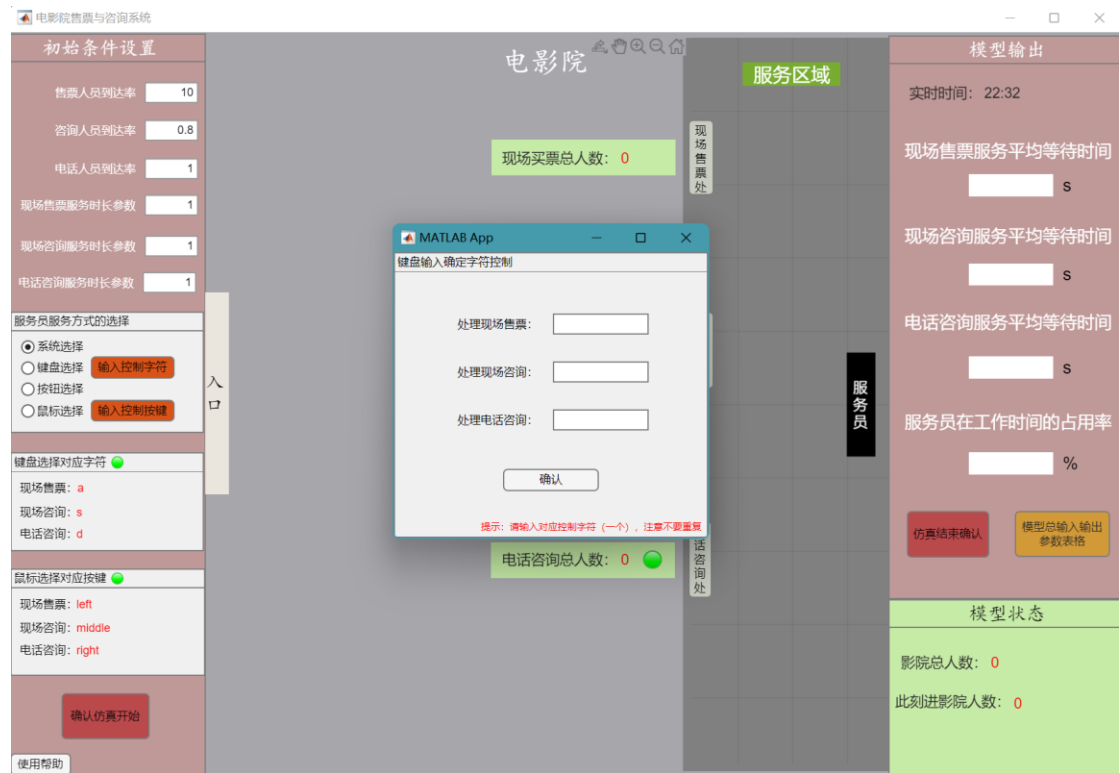 电影院售票与咨询系统
初始条件设置
售票人员到达率 10
咨询人员到达率 0.8
电话人员到达率 1
现场售票服务时长参数 1
现场咨询服务时长参数 1
电话咨询服务时长参数 1
服务员服务方式的选择
系统选择
键盘选择 输入控制字符
按钮选择
鼠标选择 输入控制按键
键盘选择对应字符
现场售票：a
现场咨询：s
电话咨询：d
鼠标选择对应按键
现场售票：left
现场咨询：middle
电话咨询：right
确认仿真开始
使用帮助
入口
电影院
现场买票总人数：0
MATLAB App
键盘输入确定字符控制
处理现场售票：
处理现场咨询：
处理电话咨询：
确认
提示：请输入对应控制字符（一个），注意不要重复
电话咨询总人数：0
服务区域
现场售票处
话咨询处
服务员
模型输出
实时时间：22:32
现场售票服务平均等待时间
s
现场咨询服务平均等待时间
s
电话咨询服务平均等待时间
s
服务员在工作时间的占用率
%
仿真结束确认
模型总输入输出
参数表格
模型状态
影院总人数：0
此刻进影院人数：0